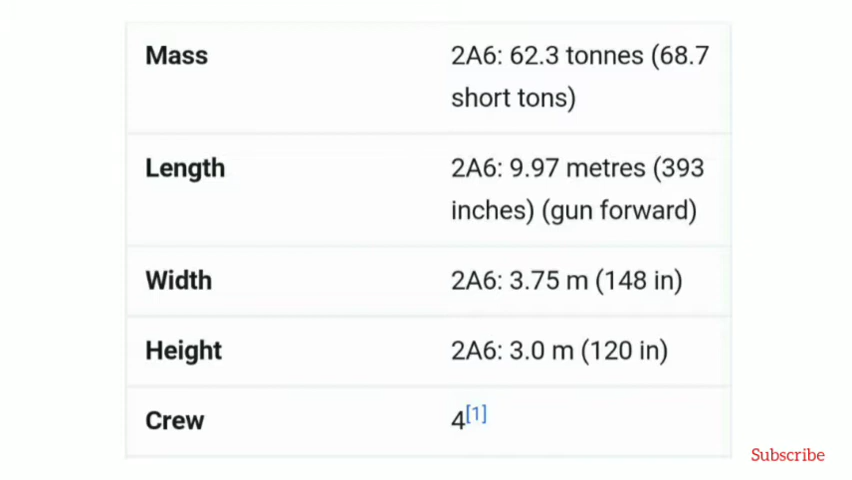 Mass 2A6: 62.3 tonnes (68.7
short tons)
Length 2A6: 9.97 metres (393
inches) (gun forward)
Width 2A6: 3.75 m (148 in)
Height 2A6: 3.0 m (120 in)
Crew 4[1]
Subscribe